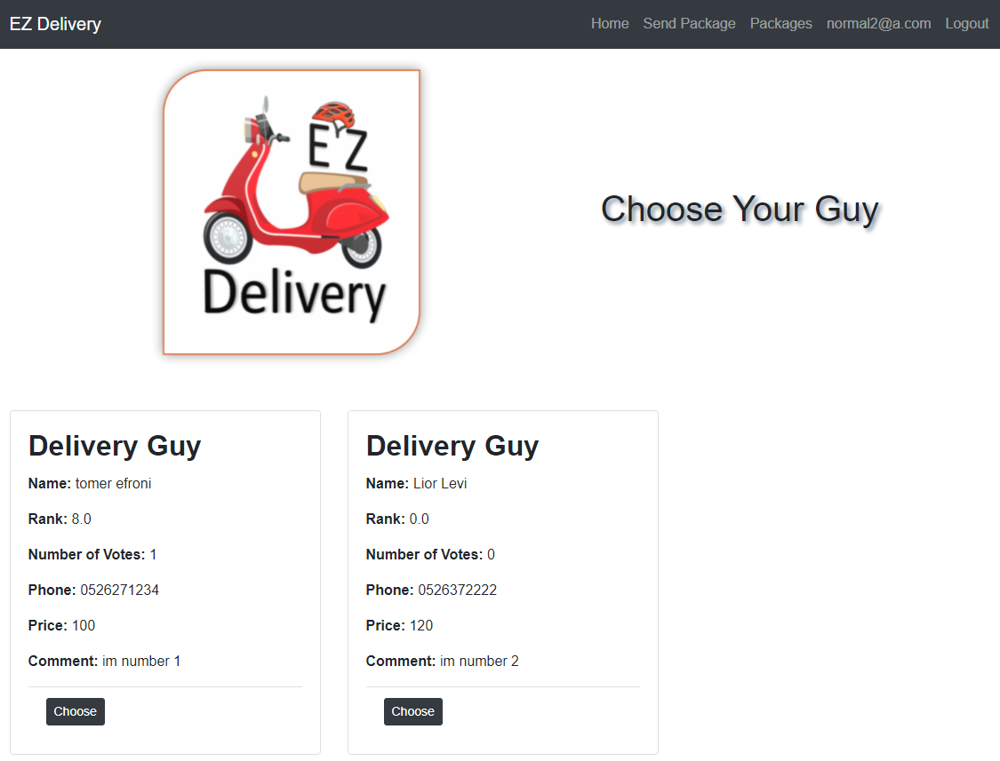 EZ Delivery Home Send Package Packages normal2@a.com Logout
E'Z
Delivery
Choose Your Guy
Delivery Guy
Name: tomer efroni
Rank: 8.0
Number of Votes: 1
Phone: 0526271234
Price: 100
Comment: im number 1
Choose
Delivery Guy
Name: Lior Levi
Rank: 0.0
Number of Votes: 0
Phone: 0526372222
Price: 120
Comment: im number 2
Choose